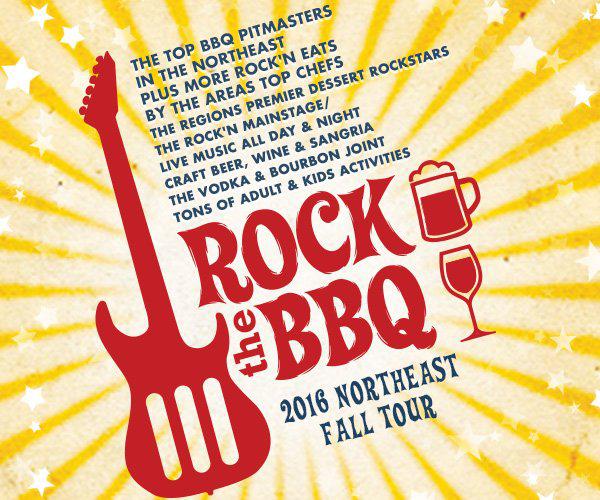 THE TOP BBQ PITMASTERS
IN THE NORTHEAST
PLUS MORE ROCK'N EATS
BY THE AREAS TOP CHEFS
THE REGIONS PREMIER DESSERT ROCKSTARS
THE ROCK'N MAINSTAGE/
LIVE MUSIC ALL DAY & NIGHT
CRAFT BEER, WINE & SANGRIA
THE VODKA & BOURBON JOINT
TONS OF ADULT & KIDS ACTIVITIES
ROCK
the BBQ
2016 NORTHEAST
FALL TOUR